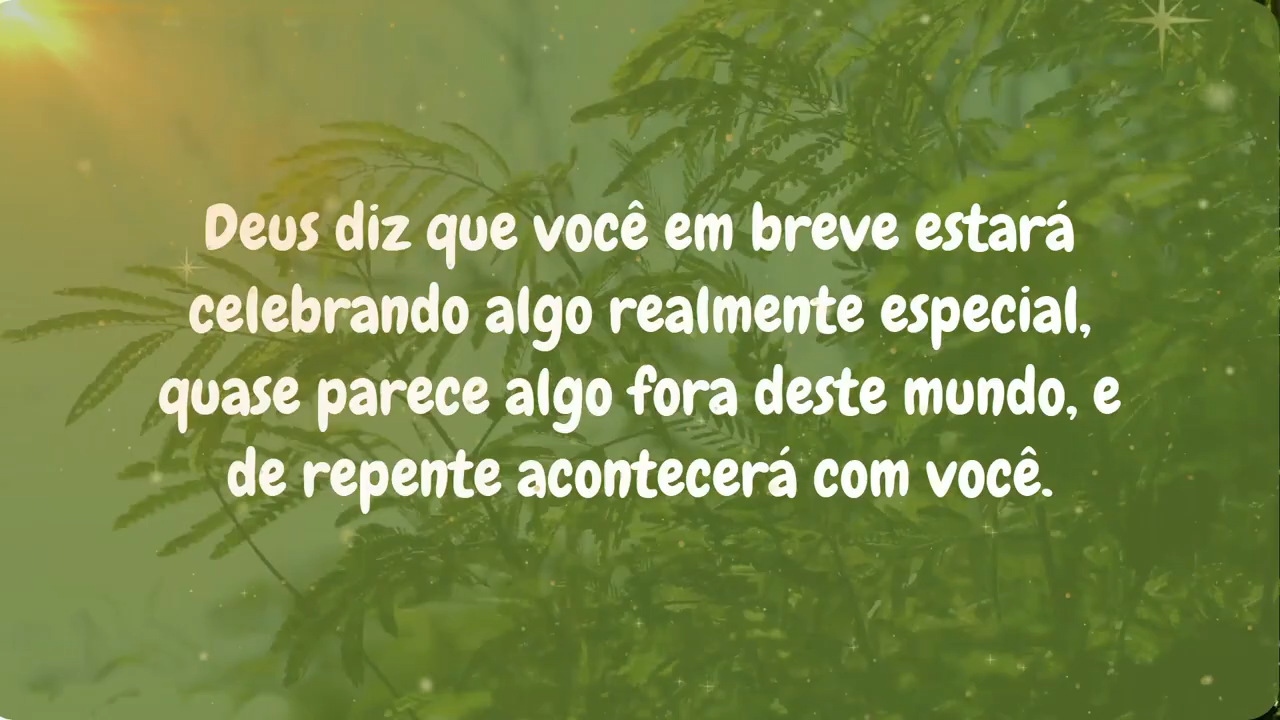 Deus diz que você em breve estará
celebrando algo realmente especial,
quase parece algo fora deste mundo, e
de repente acontecerá com você.